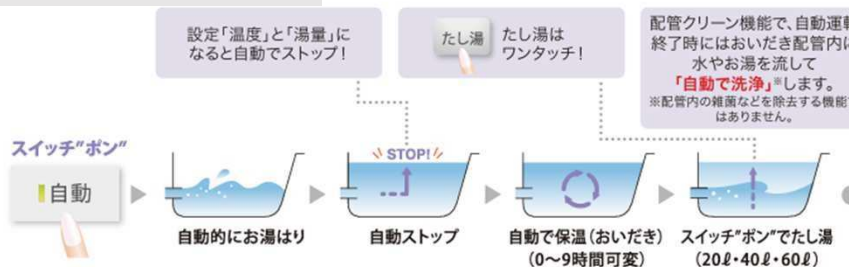 設定「温度」と「湯量」に
なると自動でストップ！
たし湯
たし湯は
ワンタッチ！
配管クリーン機能で、自動運転
終了時にはおいだき配管内に
水やお湯を流して
「自動で洗浄」※します。
※配管内の雑菌などを除去する機能で
はありません。
スイッチ"ポン"
自動
STOP!
自動的にお湯はり
自動ストップ
自動で保温（おいだき）
（0〜9時間可変）
スイッチ"ポン"でたし湯
（20ℓ・40ℓ・60ℓ）